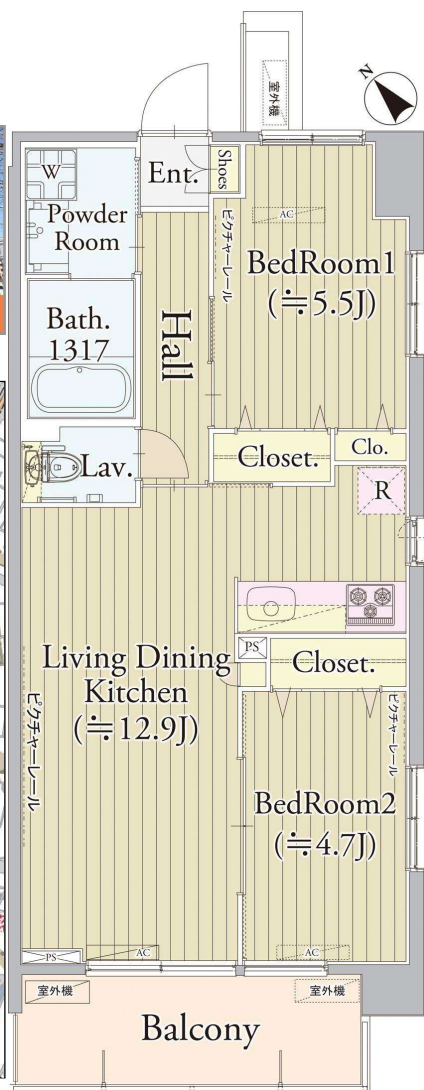 室外機
N
W
Powder
Room
Ent.
Shoes
AC
ピクチャーレール
BedRoom1
(≒5.5J)
Bath.
1317
Hall
Closet.
Clo.
Lav.
R
PS
Closet.
Living Dining
Kitchen
(≒12.9J)
ピクチャーレール
ピクチャーレール
BedRoom2
(≒4.7J)
PS
AC
AC
室外機
室外機
Balcony